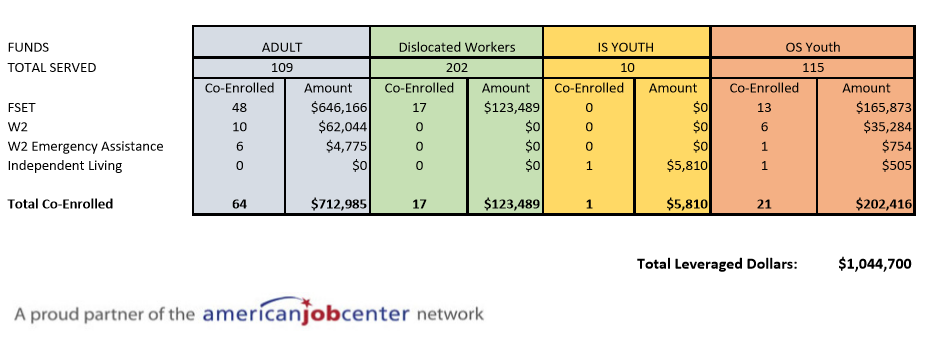 FUNDS ADULT Dislocated Workers IS YOUTH OS Youth
TOTAL SERVED 109 202 10 115
Co-Enrolled Amount Co-Enrolled Amount Co-Enrolled Amount Co-Enrolled Amount
FSET 48 $646,166 17 $123,489 0 $0 13 $165,873
W2 10 $62,044 0 $0 0 $0 6 $35,284
W2 Emergency Assistance 6 $4,775 0 $0 0 $0 1 $754
Independent Living 0 $0 0 $0 1 $5,810 1 $505
Total Co-Enrolled 64 $712,985 17 $123,489 1 $5,810 21 $202,416
Total Leveraged Dollars: $1,044,700
A proud partner of the americanjobcenter network